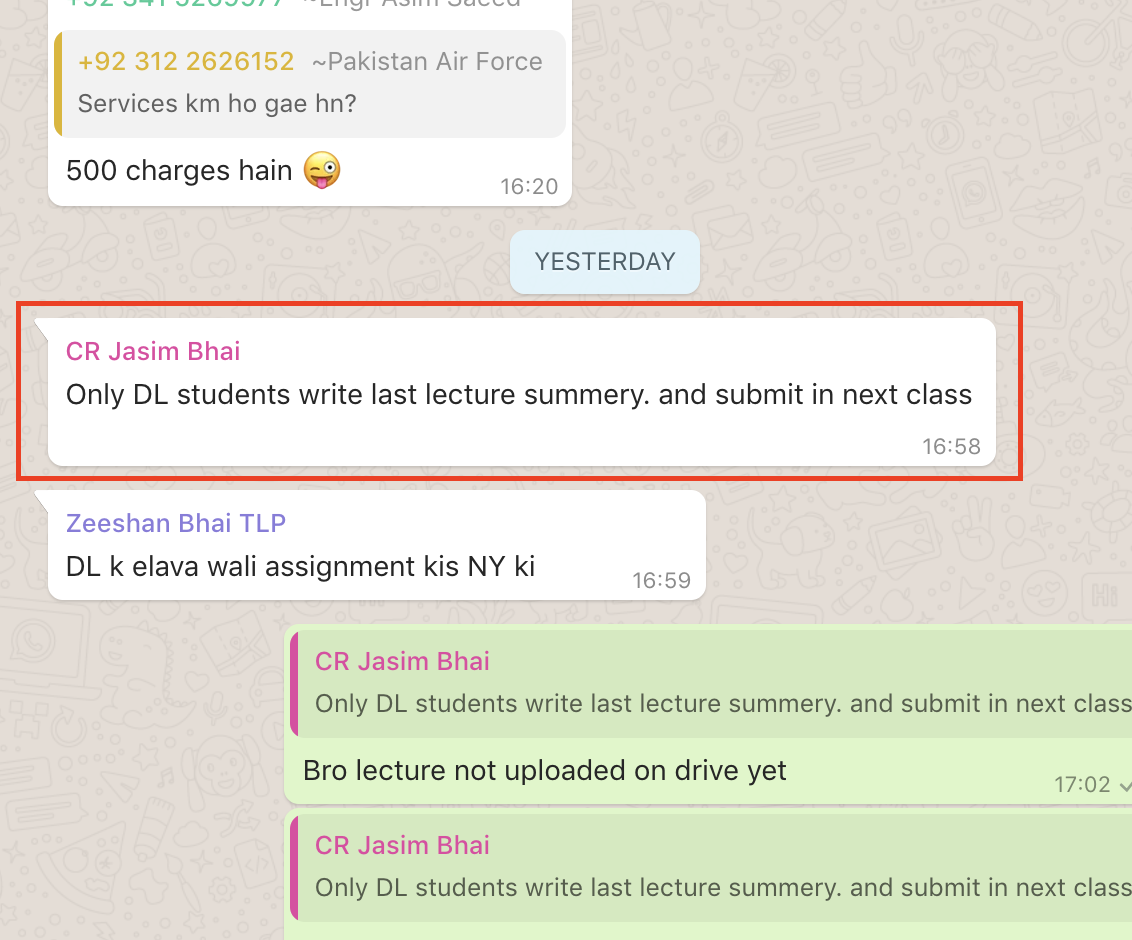 ~Engr Asim Saeed
+92 312 2626152 ~Pakistan Air Force
Services km ho gae hn?
500 charges hain 😜
16:20
YESTERDAY
CR Jasim Bhai
Only DL students write last lecture summery. and submit in next class
16:58
Zeeshan Bhai TLP
DL k elava wali assignment kis NY ki
16:59
CR Jasim Bhai
Only DL students write last lecture summery. and submit in next class
Bro lecture not uploaded on drive yet
17:02
CR Jasim Bhai
Only DL students write last lecture summery. and submit in next class